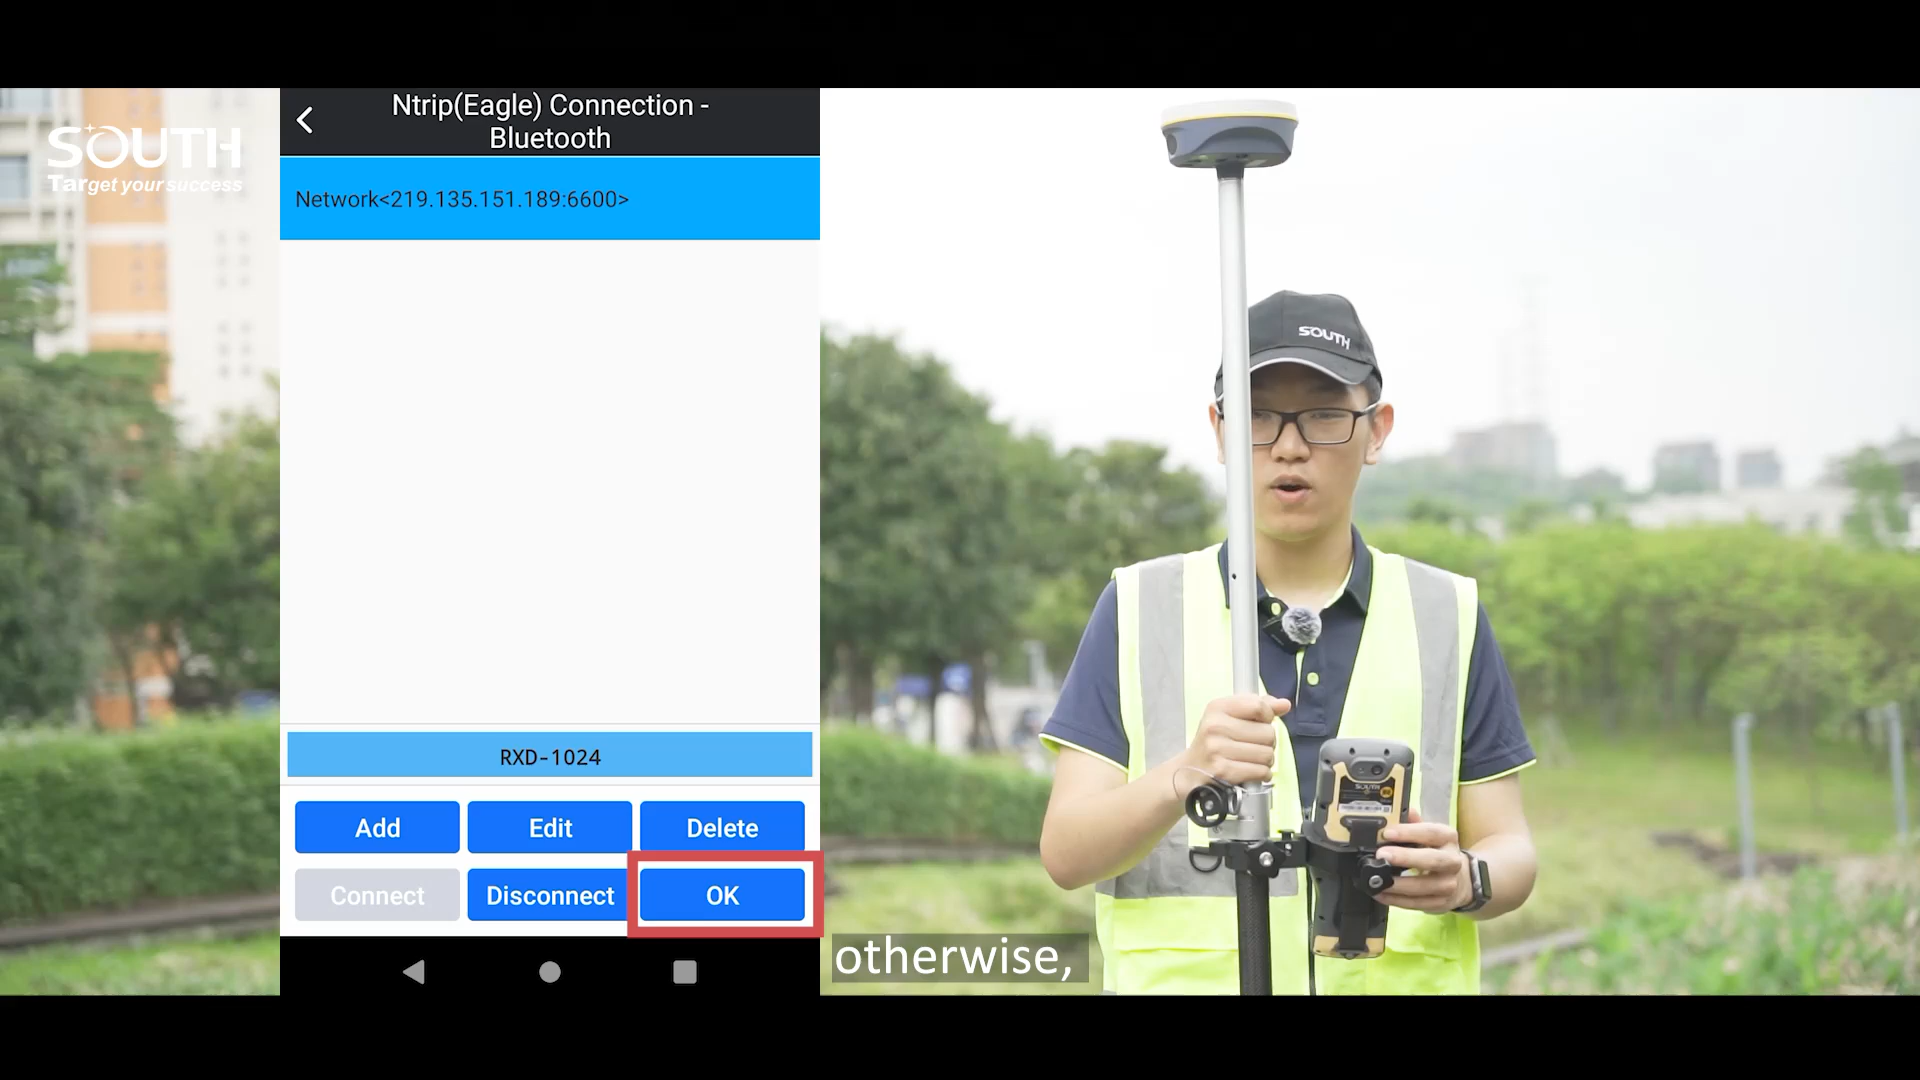 SOUTH
Target your success
Ntrip(Eagle) Connection -
Bluetooth
Network<219.135.151.189:6600>
RXD-1024
Add
Edit
Delete
Connect
Disconnect
OK
SOUTH
SOUTH
otherwise,